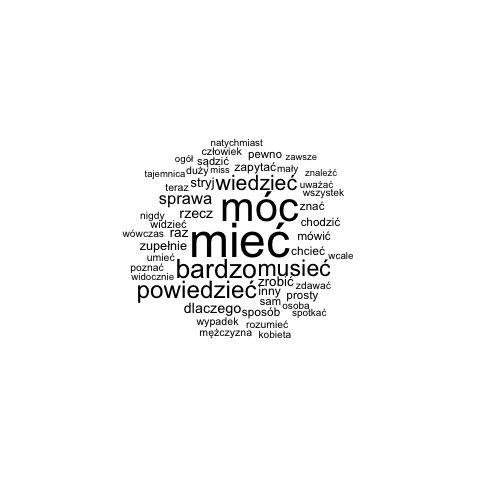 natychmiast
człowiek pewno zawsze
ogół sądzić
tajemnica duży miss zapytać mały znaleźć
teraz stryj wiedzieć uważać
wszystek
sprawa móc znać
nigdy rzecz
widzieć chodzić
wówczas raz mieć mówić
zupełnie chcieć wcale
umieć
poznać bardzo musieć
widocznie zrobić zdawać
powiedzieć inny prosty
sam osoba
dlaczego sposób spotkać
wypadek rozumieć
mężczyzna kobieta